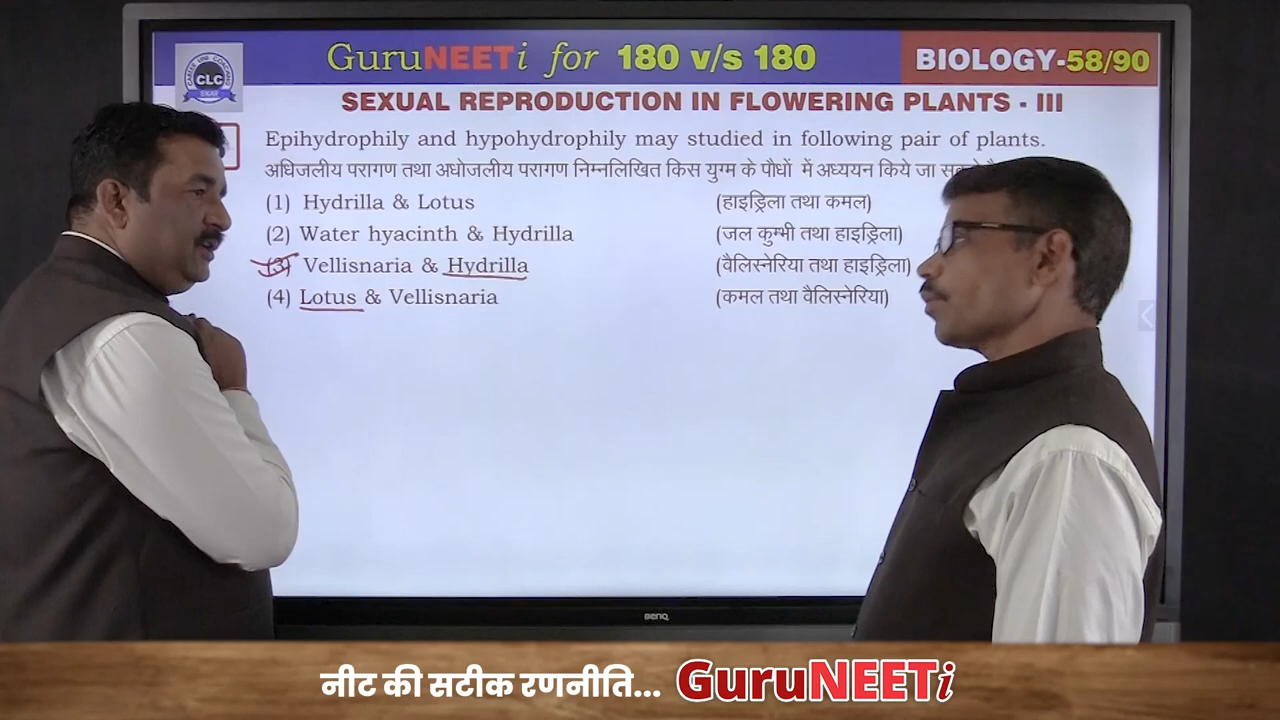 GuruNEETi for 180 v/s 180
BIOLOGY-58/90
CLC
SIKAR
SEXUAL REPRODUCTION IN FLOWERING PLANTS - III
Epihydrophily and hypohydrophily may studied in following pair of plants.
अधिजलीय परागण तथा अधोजलीय परागण निम्नलिखित किस युग्म के पौधों में अध्ययन किये जा
(1) Hydrilla & Lotus (हाइड्रिला तथा कमल)
(2) Water hyacinth & Hydrilla (जल कुम्भी तथा हाइड्रिला)
(3) Vellisnaria & Hydrilla (वैलिस्नेरिया तथा हाइड्रिला)
(4) Lotus & Vellisnaria (कमल तथा वैलिस्नेरिया)
BenQ
नीट की सटीक रणनीति... GuruNEETi